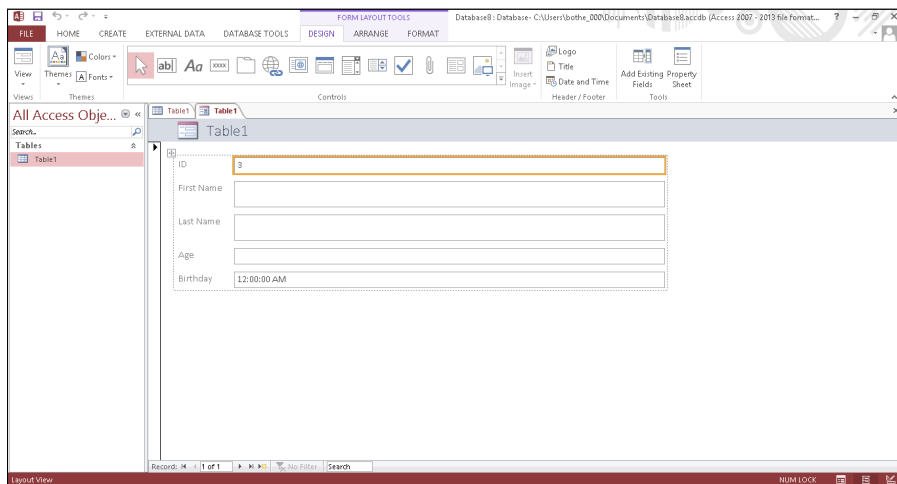 FORM LAYOUT TOOLS
Database8 : Database- C:\Users\bothe_000\Documents\Database8.accdb (Access 2007 - 2013 file format...
?
FILE HOME CREATE EXTERNAL DATA DATABASE TOOLS DESIGN ARRANGE FORMAT
View
Views
Aa
Themes
Colors
A Fonts
Themes
ab| Aa xxxx
Controls
Insert
Image
Logo
Title
Date and Time
Header / Footer
Add Existing
Fields
Property
Sheet
Tools
All Access Obje...
Search..
Tables
Table1
Table1 Table1
Table1
ID 3
First Name
Last Name
Age
Birthday 12:00:00 AM
Record: 1 of 1 No Filter Search
Layout View NUM LOCK